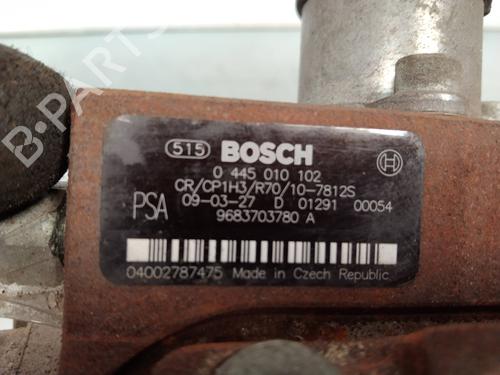 B-PARTS
515 BOSCH
0 445 010 102
CR/CP1H3/R70/10-7812S
PSA 09-03-27 D 01291 00054
9683703780 A
04002787475 Made in Czech Republic